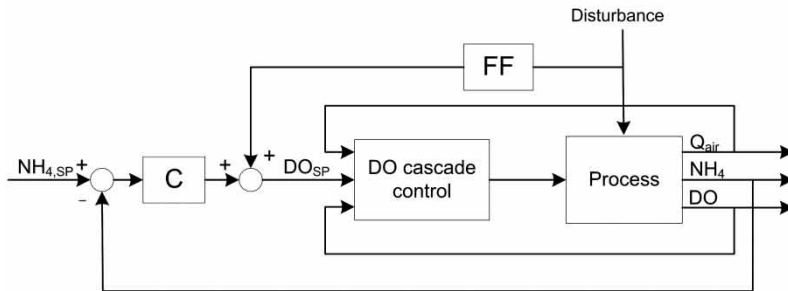 Disturbance
FF
NH4,SP
+
−
C
+
+
DOSP
DO cascade
control
Process
Qair
NH4
DO